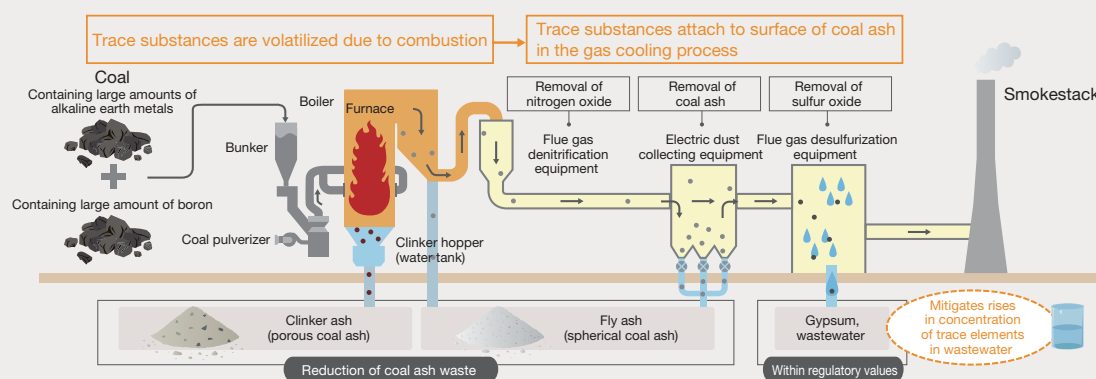 Trace substances are volatilized due to combustion
Trace substances attach to surface of coal ash
in the gas cooling process
Coal
Containing large amounts of
alkaline earth metals
Containing large amount of boron
Bunker
Coal pulverizer
Boiler
Furnace
Clinker hopper
(water tank)
Removal of
nitrogen oxide
Flue gas
denitrification
equipment
Removal of
coal ash
Electric dust
collecting equipment
Removal of
sulfur oxide
Flue gas desulfurization
equipment
Smokestack
Clinker ash
(porous coal ash)
Fly ash
(spherical coal ash)
Reduction of coal ash waste
Gypsum,
wastewater
Within regulatory values
Mitigates rises
in concentration
of trace elements
in wastewater